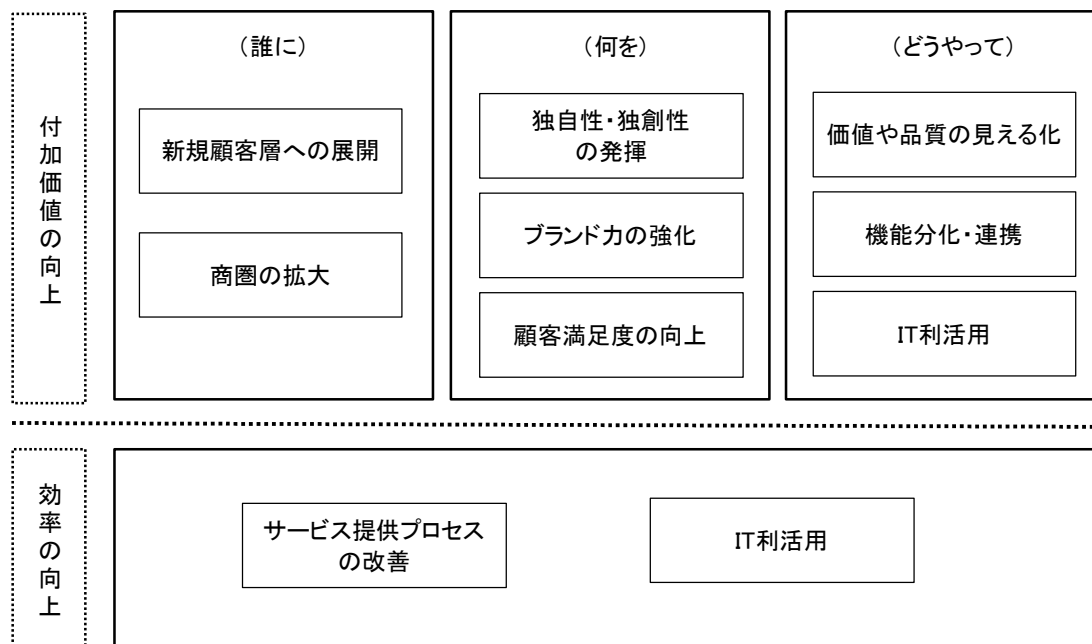 付加価値の向上
（誰に）
新規顧客層への展開
商圏の拡大
（何を）
独自性・独創性
の発揮
ブランド力の強化
顧客満足度の向上
（どうやって）
価値や品質の見える化
機能分化・連携
IT利活用
効率の向上
サービス提供プロセス
の改善
IT利活用